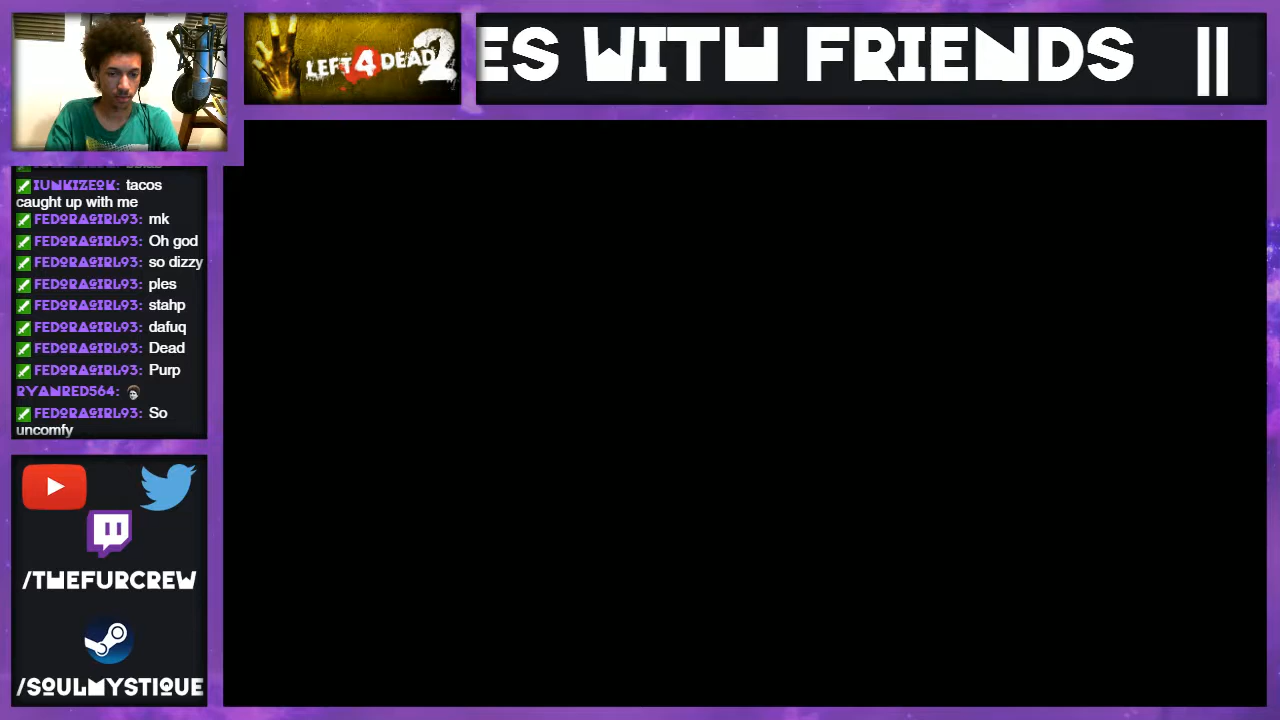 LEFT 4 DEAD 2
ES WITH FRIENDS ||
IUNKIZEOK: tacos
caught up with me
FEDORAGIRL93: mk
FEDORAGIRL93: Oh god
FEDORAGIRL93: so dizzy
FEDORAGIRL93: ples
FEDORAGIRL93: stahp
FEDORAGIRL93: dafuq
FEDORAGIRL93: Dead
FEDORAGIRL93: Purp
RYANRED564:
FEDORAGIRL93: So
uncomfy
/THEFURCREW
/SOULMYSTIQUE